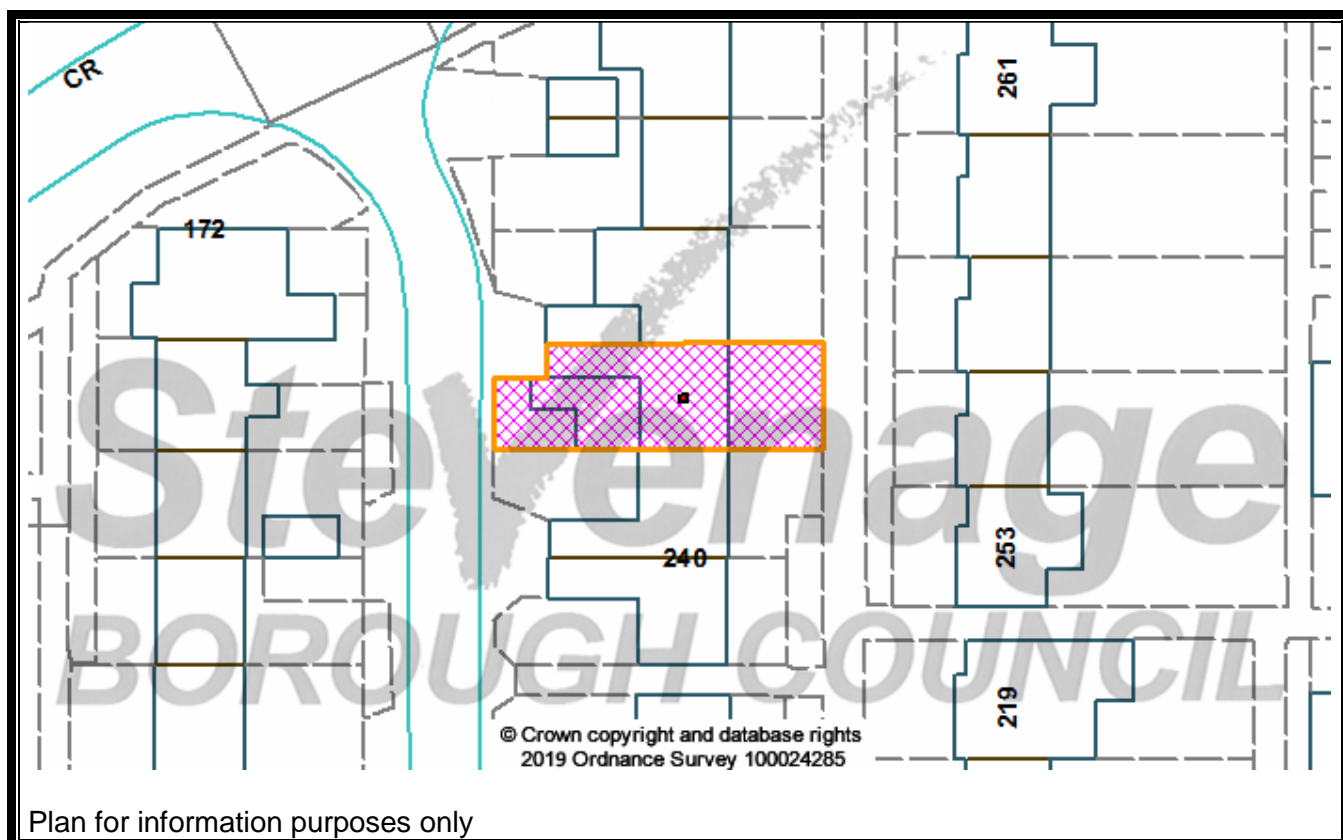 CR
261
172
Stevenage
240
253
BOROUGH COUNCIL
219
© Crown copyright and database rights
2019 Ordnance Survey 100024285
Plan for information purposes only